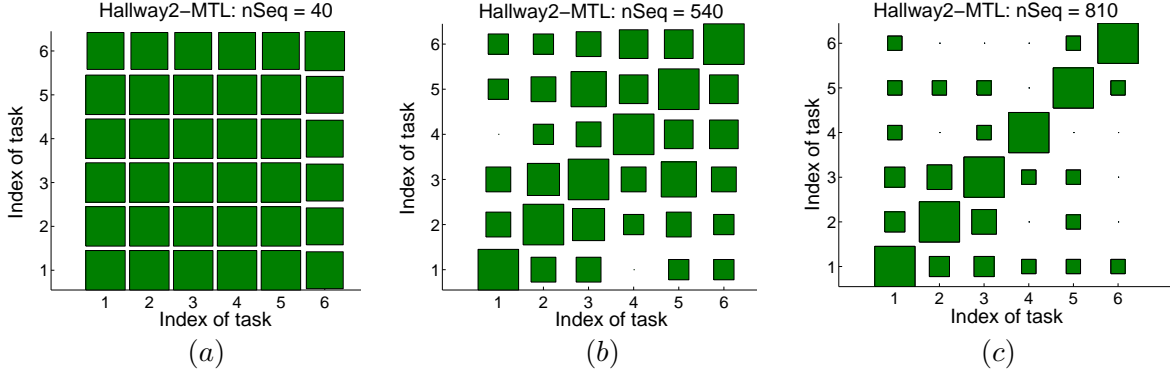 Hallway2−MTL: nSeq = 40
6
5
4
3
2
1
Index of task
1 2 3 4 5 6
Index of task
(a)
Hallway2−MTL: nSeq = 540
6
5
4
3
2
1
Index of task
1 2 3 4 5 6
Index of task
(b)
Hallway2−MTL: nSeq = 810
6
5
4
3
2
1
Index of task
1 2 3 4 5 6
Index of task
(c)